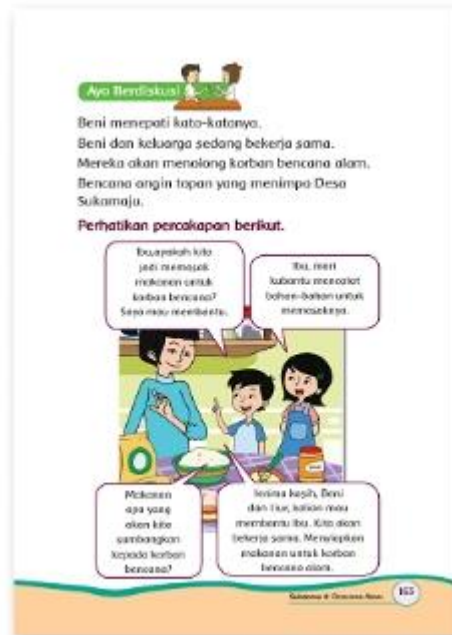 Ayo Berdiskusi
Beni menepati kata-katanya.
Beni dan keluarga sedang bekerja sama.
Mereka akan menolong korban bencana alam.
Bencana angin topan yang menimpa Desa
Sukamaju.
Perhatikan percakapan berikut.
Ibu,apakah kita
jadi memasak
makanan untuk
korban bencana?
Saya mau membantu.
Ibu, mari
kubantu mencatat
bahan-bahan untuk
memasaknya.
Makanan
apa yang
akan kita
sumbangkan
kepada korban
bencana?
Terima kasih, Beni
dan Tiur, kalian mau
membantu Ibu. Kita akan
bekerja sama. Menyiapkan
makanan untuk korban
bencana alam.
Subtema 4: Bencana Alam
165